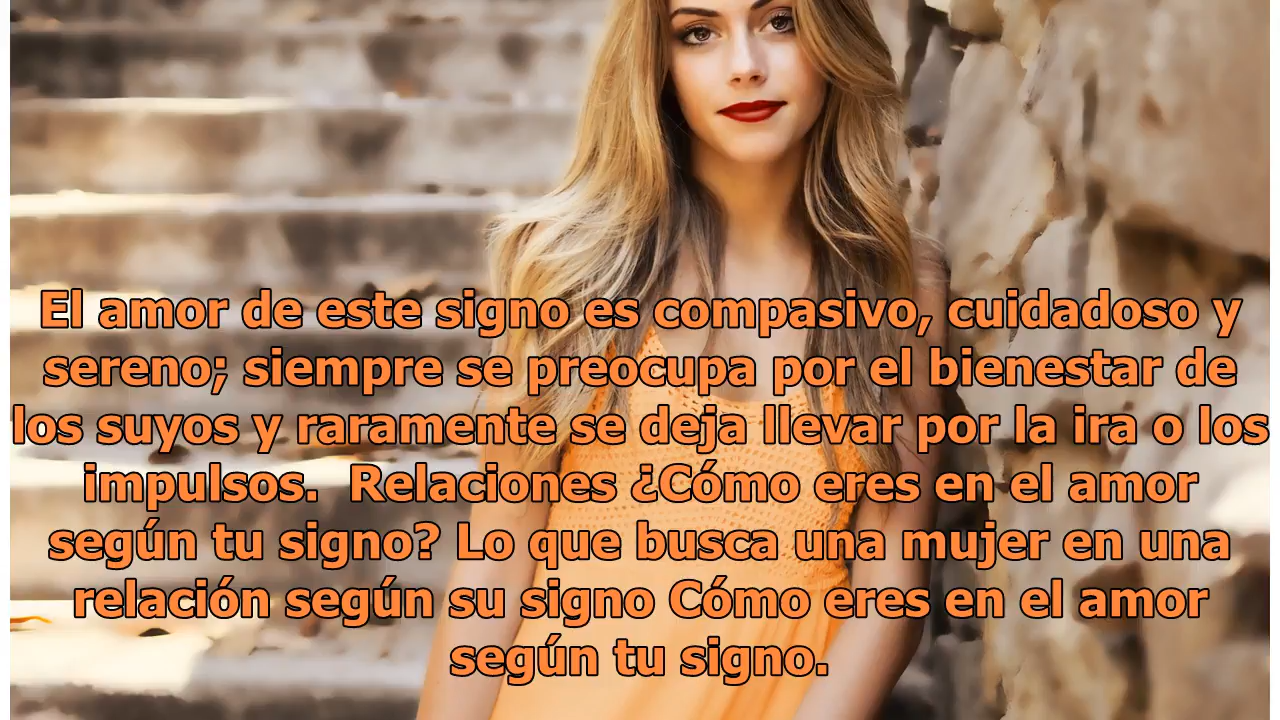 El amor de este signo es compasivo, cuidadoso y
sereno; siempre se preocupa por el bienestar de
los suyos y raramente se deja llevar por la ira o los
impulsos.  Relaciones ¿Cómo eres en el amor
según tu signo? Lo que busca una mujer en una
relación según su signo Cómo eres en el amor
según tu signo.